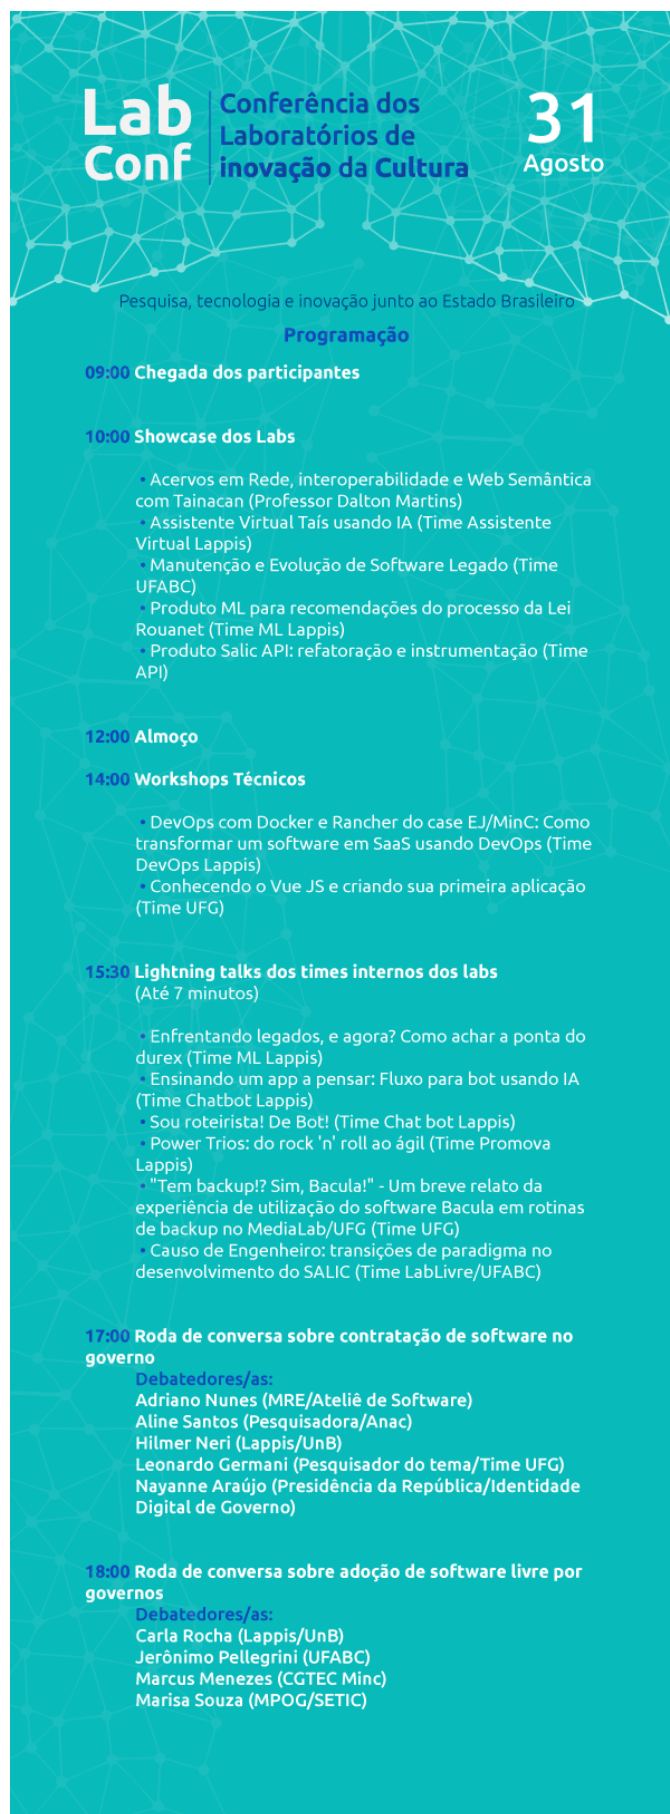 Lab
Conf
Conferência dos
Laboratórios de
inovação da Cultura
31
Agosto
Pesquisa, tecnologia e inovação junto ao Estado Brasileiro
Programação
09:00 Chegada dos participantes
10:00 Showcase dos Labs
• Acervos em Rede, interoperabilidade e Web Semântica
com Tainacan (Professor Dalton Martins)
• Assistente Virtual Taís usando IA (Time Assistente
Virtual Lappis)
• Manutenção e Evolução de Software Legado (Time
UFABC)
• Produto ML para recomendações do processo da Lei
Rouanet (Time ML Lappis)
• Produto Salic API: refatoração e instrumentação (Time
API)
12:00 Almoço
14:00 Workshops Técnicos
• DevOps com Docker e Rancher do case EJ/MinC: Como
transformar um software em SaaS usando DevOps (Time
DevOps Lappis)
• Conhecendo o Vue JS e criando sua primeira aplicação
(Time UFG)
15:30 Lightning talks dos times internos dos labs
(Até 7 minutos)
• Enfrentando legados, e agora? Como achar a ponta do
durex (Time ML Lappis)
• Ensinando um app a pensar: Fluxo para bot usando IA
(Time Chatbot Lappis)
• Sou roteirista! De Bot! (Time Chat bot Lappis)
• Power Trios: do rock 'n' roll ao ágil (Time Promova
Lappis)
• "Tem backup!? Sim, Bacula!" - Um breve relato da
experiência de utilização do software Bacula em rotinas
de backup no MediaLab/UFG (Time UFG)
• Causo de Engenheiro: transições de paradigma no
desenvolvimento do SALIC (Time LabLivre/UFABC)
17:00 Roda de conversa sobre contratação de software no
governo
Debatedores/as:
Adriano Nunes (MRE/Ateliê de Software)
Aline Santos (Pesquisadora/Anac)
Hilmer Neri (Lappis/UnB)
Leonardo Germani (Pesquisador do tema/Time UFG)
Nayanne Araújo (Presidência da República/Identidade
Digital de Governo)
18:00 Roda de conversa sobre adoção de software livre por
governos
Debatedores/as:
Carla Rocha (Lappis/UnB)
Jerônimo Pellegrini (UFABC)
Marcus Menezes (CGTEC Minc)
Marisa Souza (MPOG/SETIC)